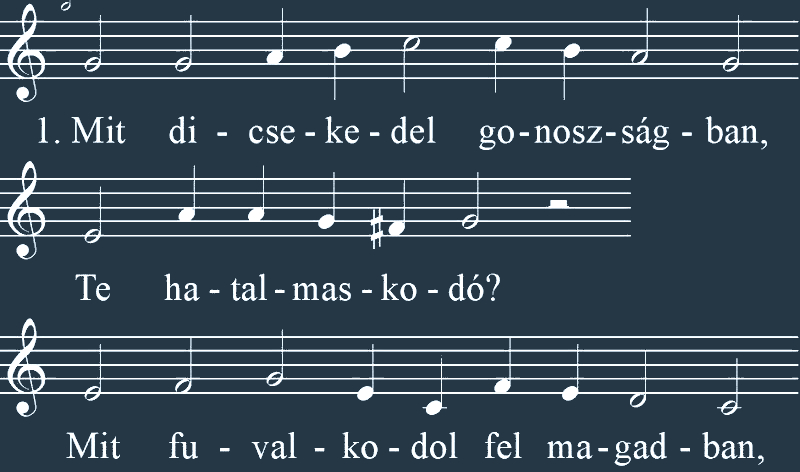 1. Mit di - cse - ke - del go - nosz - ság - ban,
Te ha - tal - mas - ko - dó?
Mit fu - val - ko - dol fel ma - gad - ban,